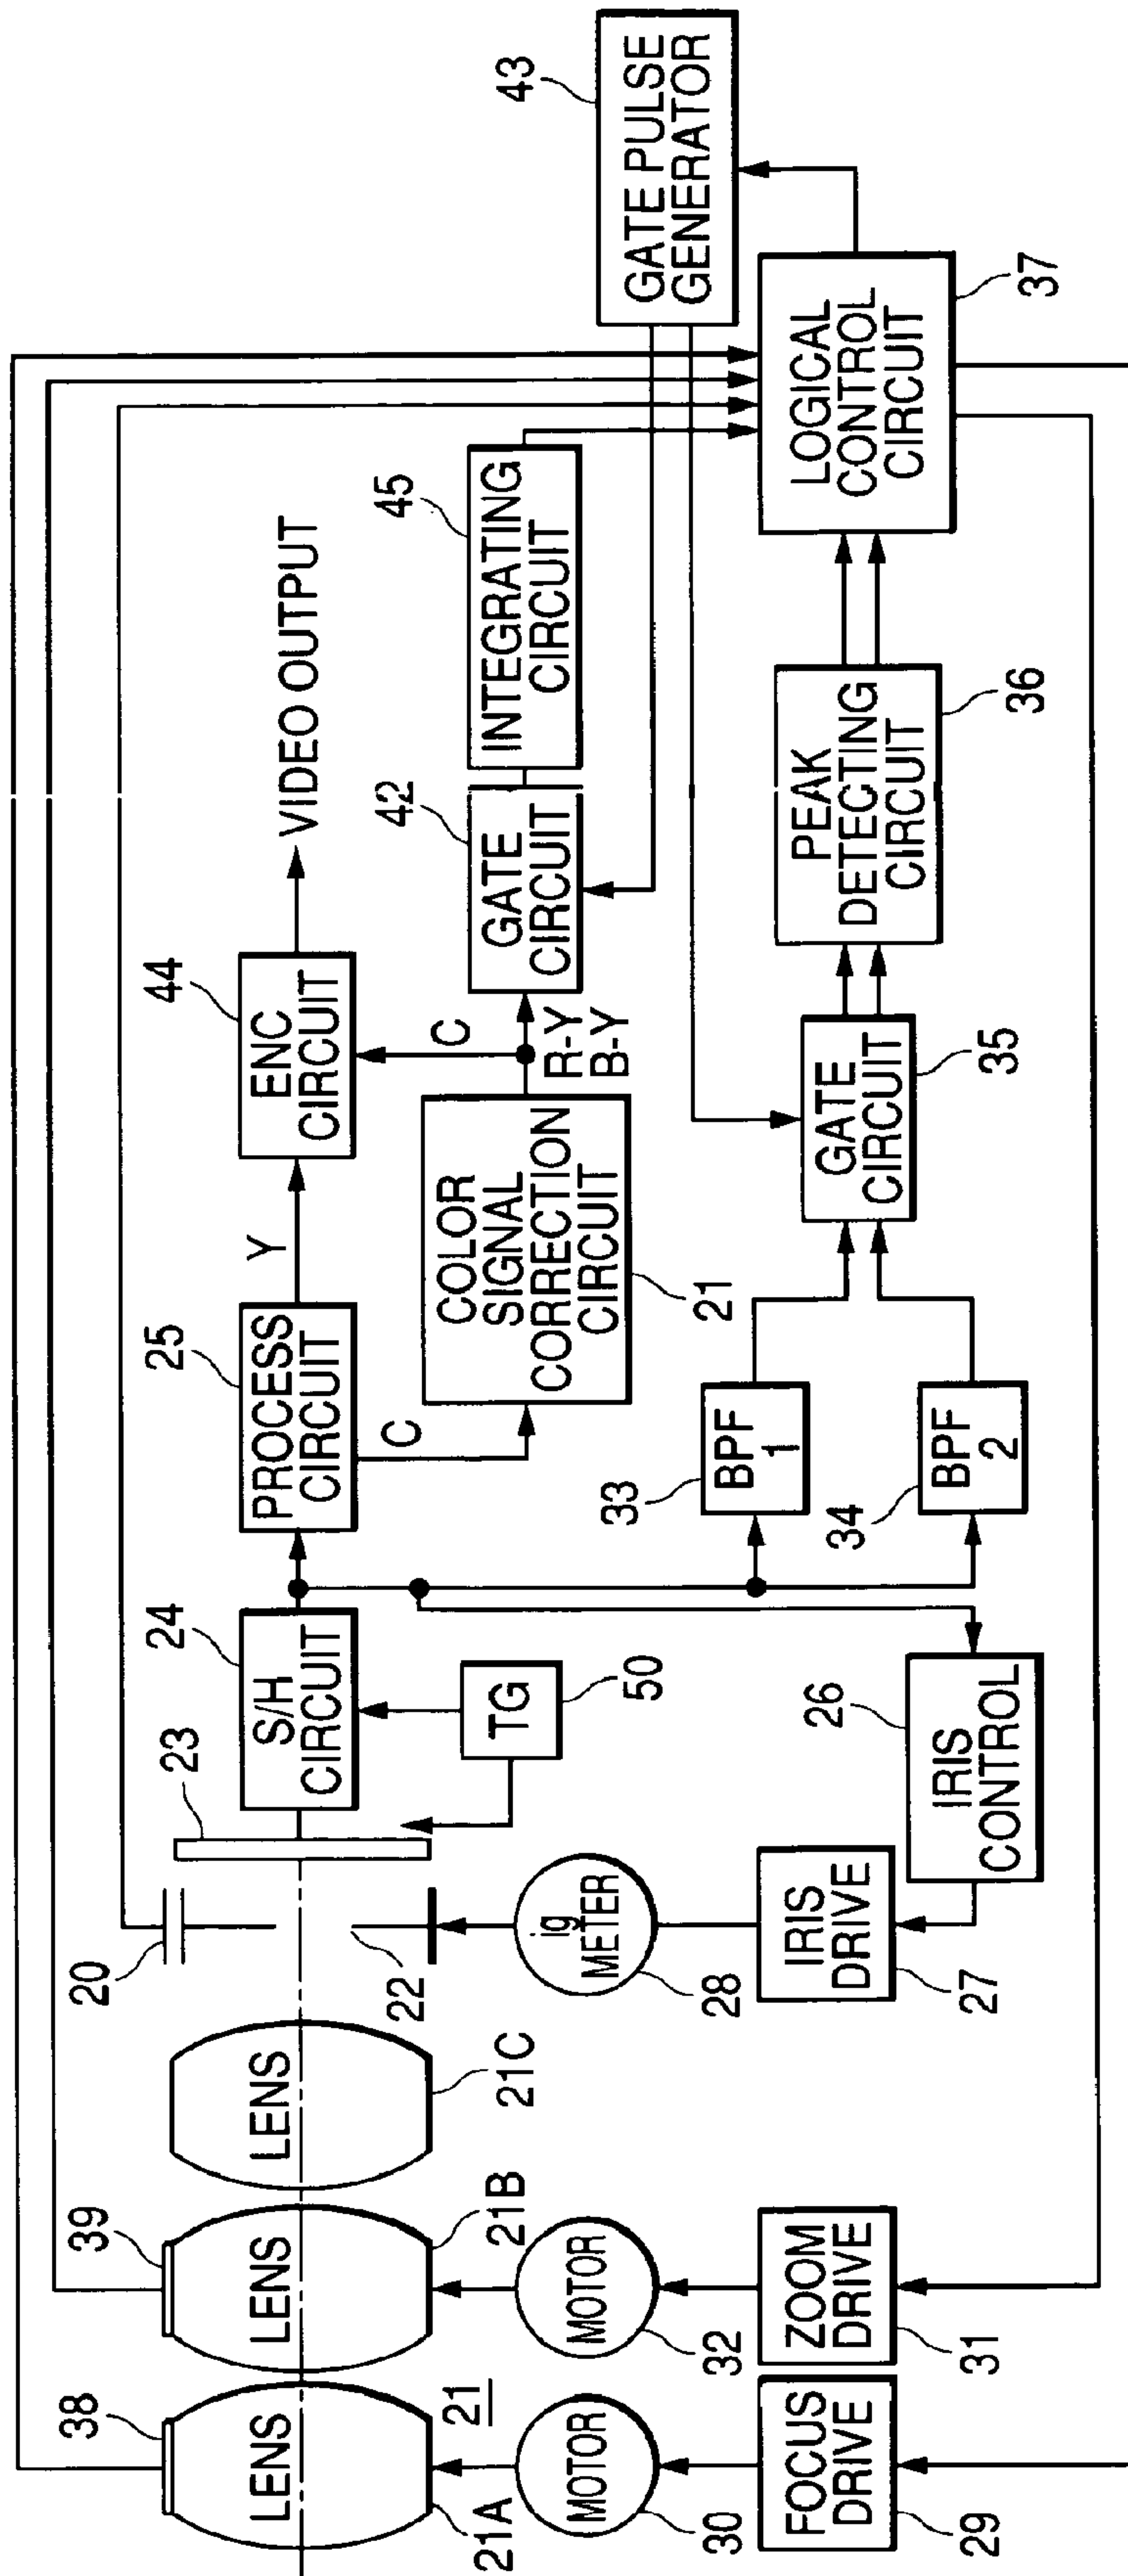 38
LENS
21A
21
39
LENS
21B
LENS
21C
20
22
23
S/H
CIRCUIT
24
TG
50
PROCESS
CIRCUIT
25
Y
C
ENC
CIRCUIT
44
VIDEO OUTPUT
COLOR
SIGNAL
CORRECTION
CIRCUIT
21
C
R-Y
B-Y
GATE
CIRCUIT
42
INTEGRATING
CIRCUIT
45
GATE PULSE
GENERATOR
43
MOTOR
30
MOTOR
32
ig
METER
28
FOCUS
DRIVE
29
ZOOM
DRIVE
31
IRIS
DRIVE
27
IRIS
CONTROL
26
BPF
1
33
BPF
2
34
GATE
CIRCUIT
35
PEAK
DETECTING
CIRCUIT
36
LOGICAL
CONTROL
CIRCUIT
37